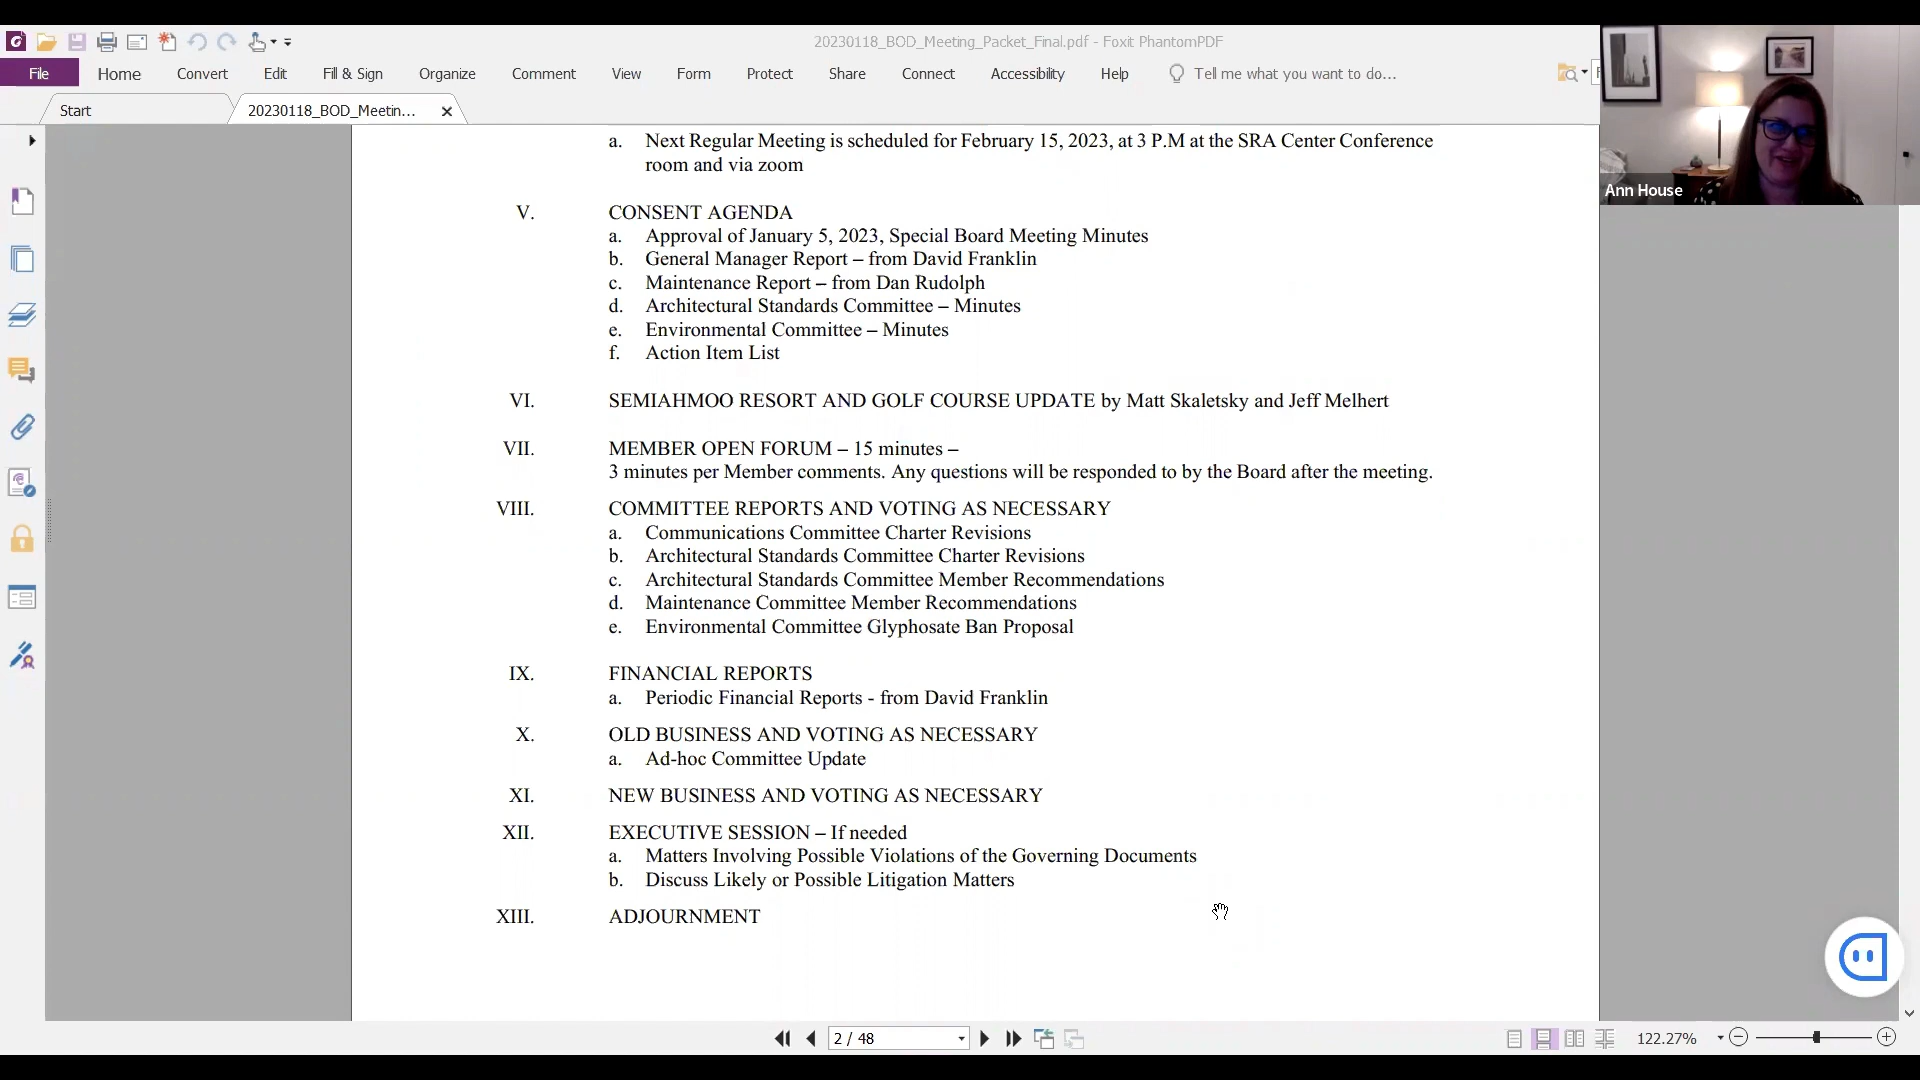 20230118_BOD_Meeting_Packet_Final.pdf - Foxit PhantomPDF
File Home Convert Edit Fill & Sign Organize Comment View Form Protect Share Connect Accessibility Help Tell me what you want to do...
Start 20230118_BOD_Meetin...
Ann House
a. Next Regular Meeting is scheduled for February 15, 2023, at 3 P.M at the SRA Center Conference
room and via zoom
V. CONSENT AGENDA
a. Approval of January 5, 2023, Special Board Meeting Minutes
b. General Manager Report – from David Franklin
c. Maintenance Report – from Dan Rudolph
d. Architectural Standards Committee – Minutes
e. Environmental Committee – Minutes
f. Action Item List
VI. SEMIAHMOO RESORT AND GOLF COURSE UPDATE by Matt Skaletsky and Jeff Melhert
VII. MEMBER OPEN FORUM – 15 minutes –
3 minutes per Member comments. Any questions will be responded to by the Board after the meeting.
VIII. COMMITTEE REPORTS AND VOTING AS NECESSARY
a. Communications Committee Charter Revisions
b. Architectural Standards Committee Charter Revisions
c. Architectural Standards Committee Member Recommendations
d. Maintenance Committee Member Recommendations
e. Environmental Committee Glyphosate Ban Proposal
IX. FINANCIAL REPORTS
a. Periodic Financial Reports - from David Franklin
X. OLD BUSINESS AND VOTING AS NECESSARY
a. Ad-hoc Committee Update
XI. NEW BUSINESS AND VOTING AS NECESSARY
XII. EXECUTIVE SESSION – If needed
a. Matters Involving Possible Violations of the Governing Documents
b. Discuss Likely or Possible Litigation Matters
XIII. ADJOURNMENT
2 / 48
122.27%